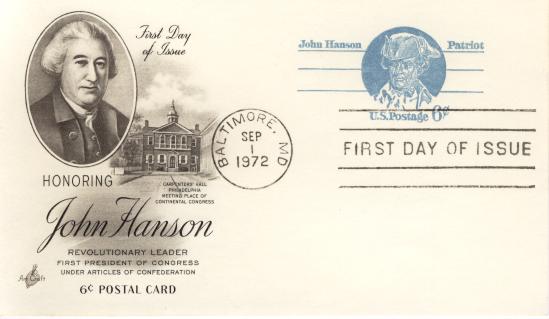 First Day
of Issue
John Hanson Patriot
U.S. Postage 6¢
BALTIMORE, MD
SEP
1
1972
FIRST DAY OF ISSUE
CARPENTERS' HALL
PHILADELPHIA
MEETING PLACE OF
CONTINENTAL CONGRESS
HONORING
John Hanson
REVOLUTIONARY LEADER
FIRST PRESIDENT OF CONGRESS
UNDER ARTICLES OF CONFEDERATION
ArtCraft
6¢ POSTAL CARD